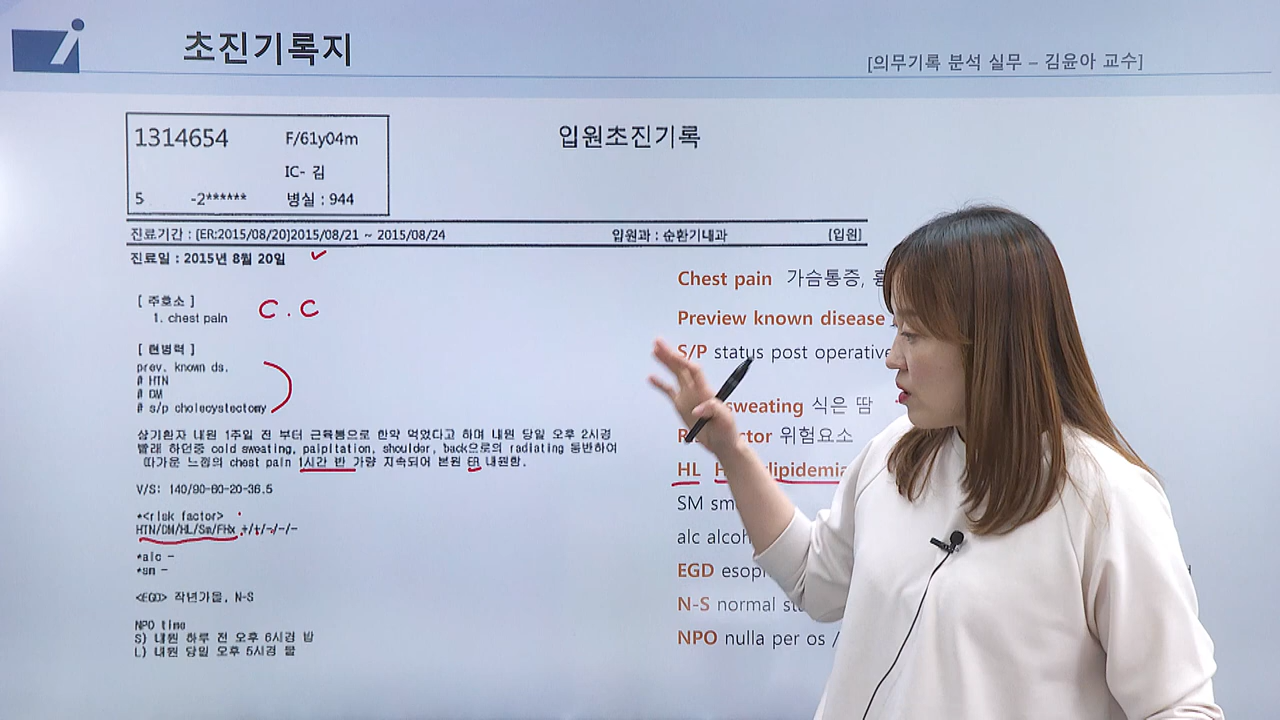 초진기록지
[의무기록 분석 실무 – 김윤아 교수]
1314654 F/61y04m
IC- 김
5 -2****** 병실 : 944
입원초진기록
진료기간 : [ER:2015/08/20]2015/08/21 ~ 2015/08/24 입원과 : 순환기내과 [입원]
진료일 : 2015년 8월 20일
[ 주호소 ]
1. chest pain
C.C
[ 현병력 ]
prev. known ds.
# HTN
# DM
# s/p cholecystectomy
상기환자 내원 1주일 전 부터 근육통으로 한약 먹었다고 하며 내원 당일 오후 2시경
빨래 하던중 cold sweating, palpitation, shoulder, back으로의 radiating 동반하여
따가운 느낌의 chest pain 1시간 반 가량 지속되어 본원 ER 내원함.
V/S: 140/90-60-20-36.5
*<risk factor>
HTN/DM/HL/Sm/FHx +/+/-/-/-
*alc -
*sm -
<EGD> 작년가을, N-S
NPO time
S) 내원 하루 전 오후 6시경 밥
L) 내원 당일 오후 5시경 물
Chest pain 가슴통증,
Preview known disease
S/P status post operative
sweating 식은 땀
위험요소
HL
SM
alc
EGD
N-S normal
NPO nulla per os /